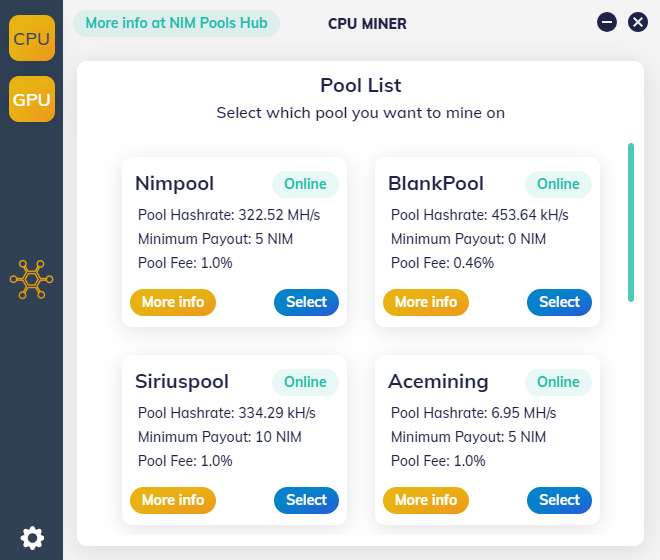 CPU
GPU
More info at NIM Pools Hub
CPU MINER
Pool List
Select which pool you want to mine on
Nimpool
Online
Pool Hashrate: 322.52 MH/s
Minimum Payout: 5 NIM
Pool Fee: 1.0%
More info
Select
BlankPool
Online
Pool Hashrate: 453.64 kH/s
Minimum Payout: 0 NIM
Pool Fee: 0.46%
More info
Select
Siriuspool
Online
Pool Hashrate: 334.29 kH/s
Minimum Payout: 10 NIM
Pool Fee: 1.0%
More info
Select
Acemining
Online
Pool Hashrate: 6.95 MH/s
Minimum Payout: 5 NIM
Pool Fee: 1.0%
More info
Select